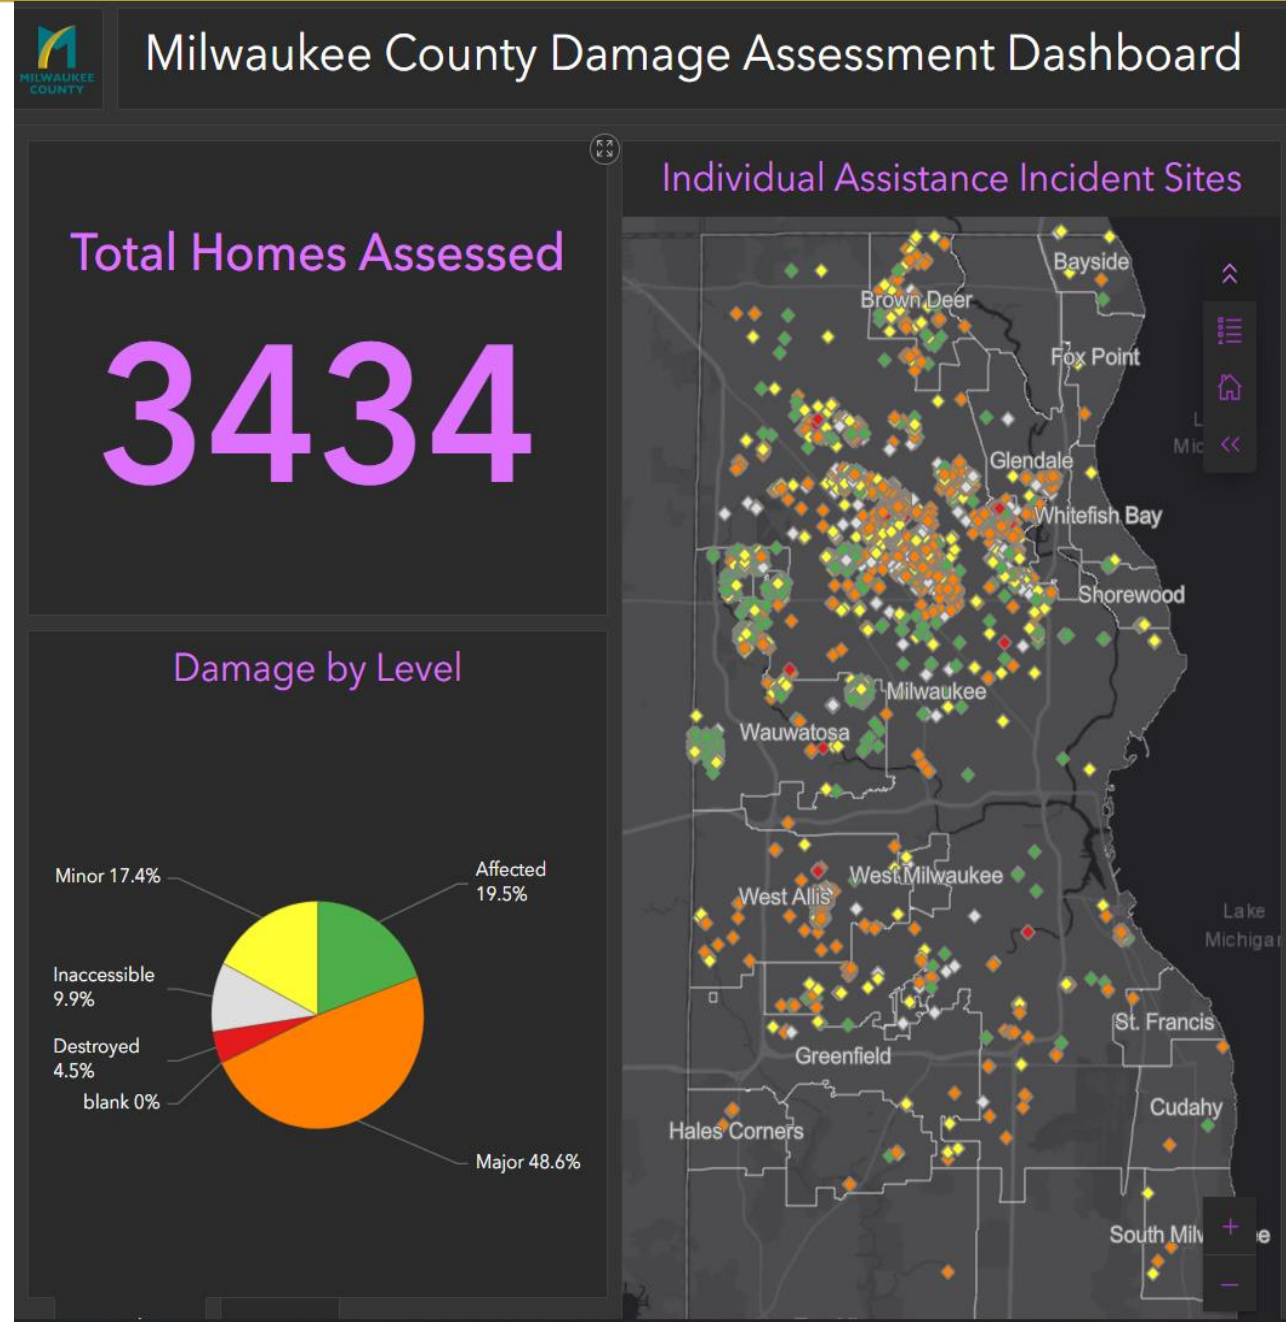 MILWAUKEE
COUNTY
Milwaukee County Damage Assessment Dashboard
Total Homes Assessed
3434
Damage by Level
Minor 17.4%
Affected
19.5%
Inaccessible
9.9%
Destroyed
4.5%
blank 0%
Major 48.6%
Individual Assistance Incident Sites
Bayside
Brown Deer
Fox Point
L
Mic
Glendale
Whitefish Bay
Shorewood
Milwaukee
Wauwatosa
West Milwaukee
West Allis
Lake
Michigan
St. Francis
Greenfield
Cudahy
Hales Corners
South Milw
e